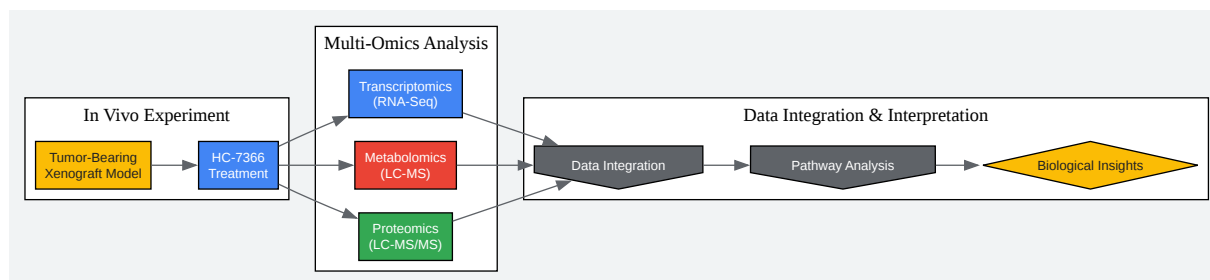 In Vivo Experiment
Tumor-Bearing
Xenograft Model
HC-7366
Treatment
Multi-Omics Analysis
Transcriptomics
(RNA-Seq)
Metabolomics
(LC-MS)
Proteomics
(LC-MS/MS)
Data Integration & Interpretation
Data Integration
Pathway Analysis
Biological Insights